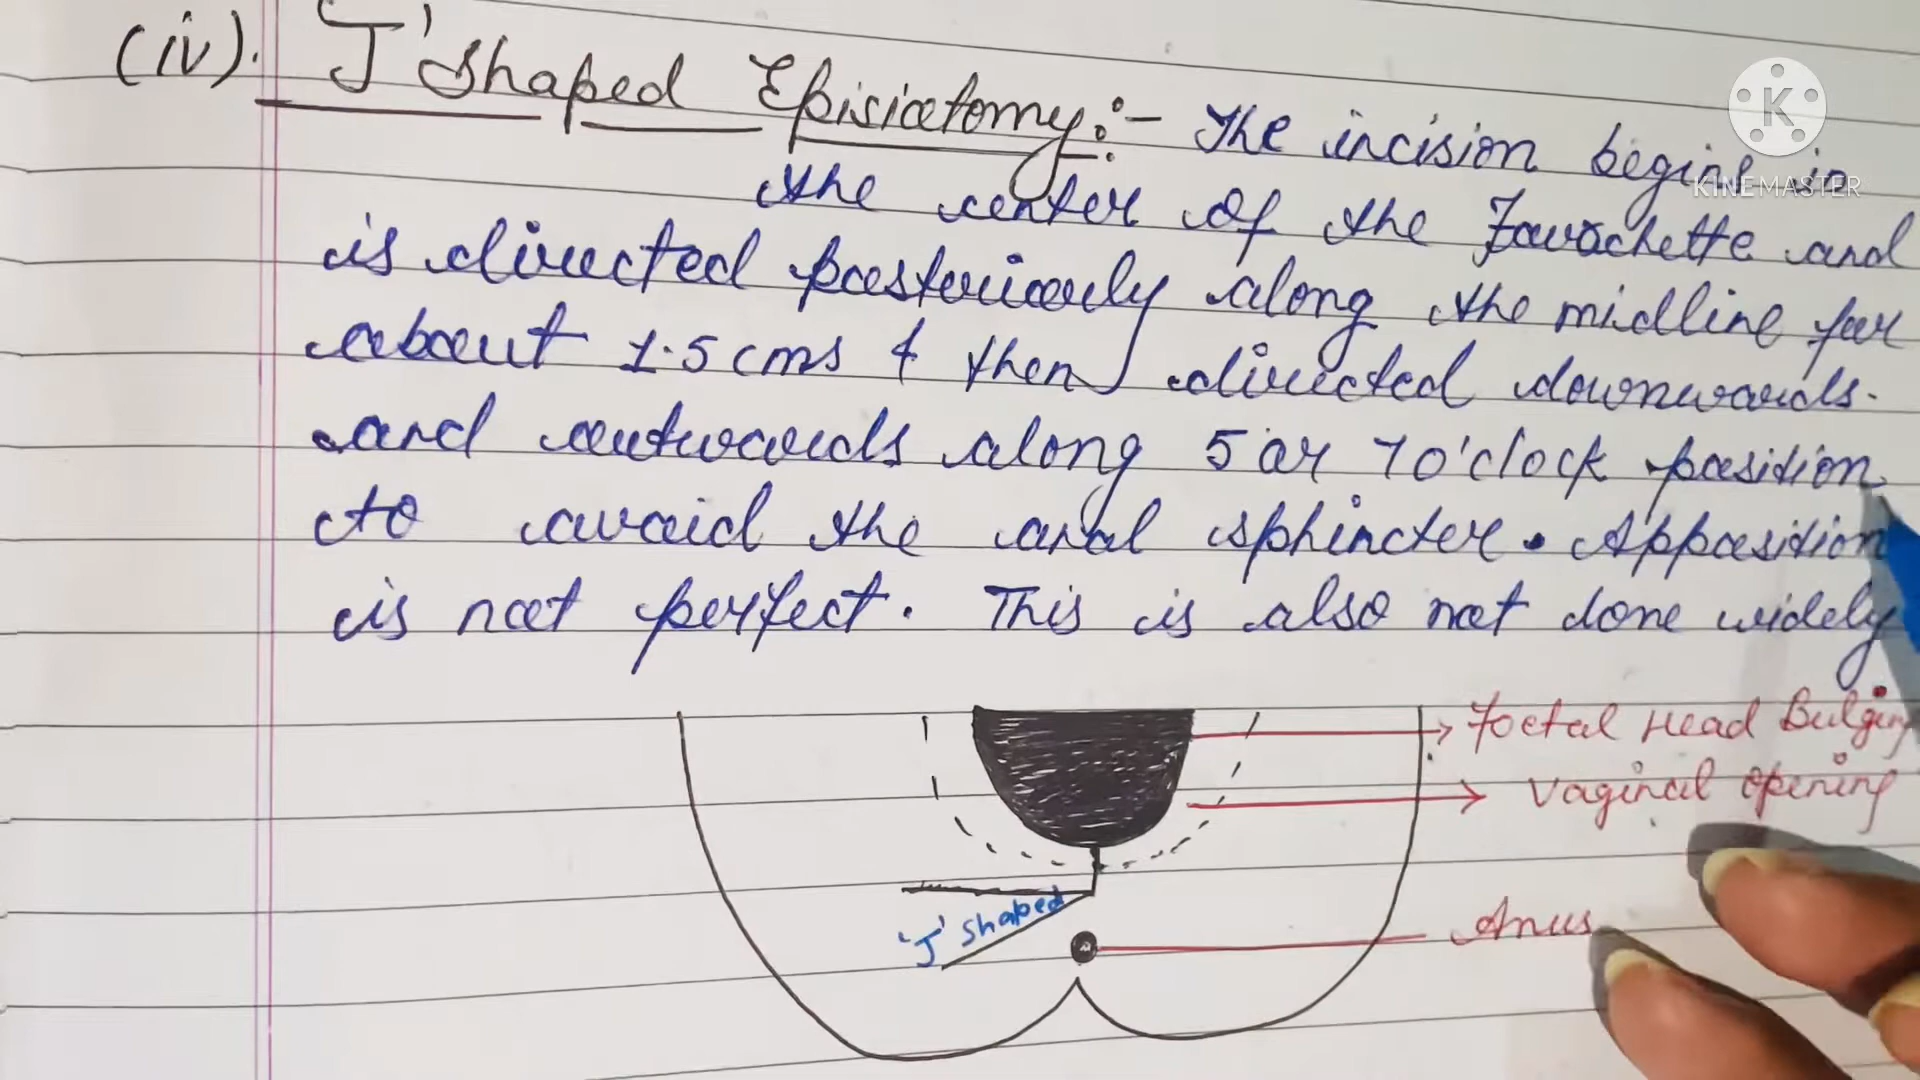 (iv). 'J' Shaped Episiotomy:- The incision begins in
the center of the Fourchette and
is directed posteriorly along the midline for
about 1.5 cms & then directed downwards.
and outwards along 5 or 7 o'clock position
to avoid the anal sphincter. Apposition
is not perfect. This is also not done widely
Foetal Head Bulging
Vaginal opening
'J' Shaped
Anus
K
KINEMASTER